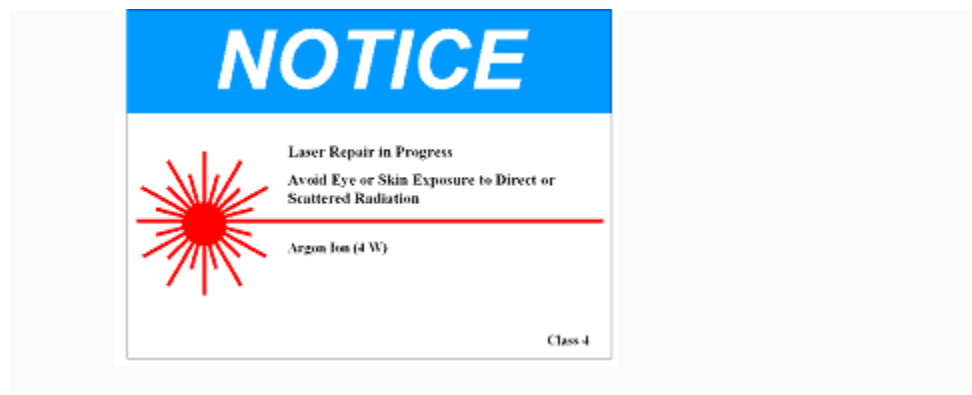 NOTICE
Laser Repair in Progress
Avoid Eye or Skin Exposure to Direct or
Scattered Radiation
Argon Ion (4 W)
Class 4